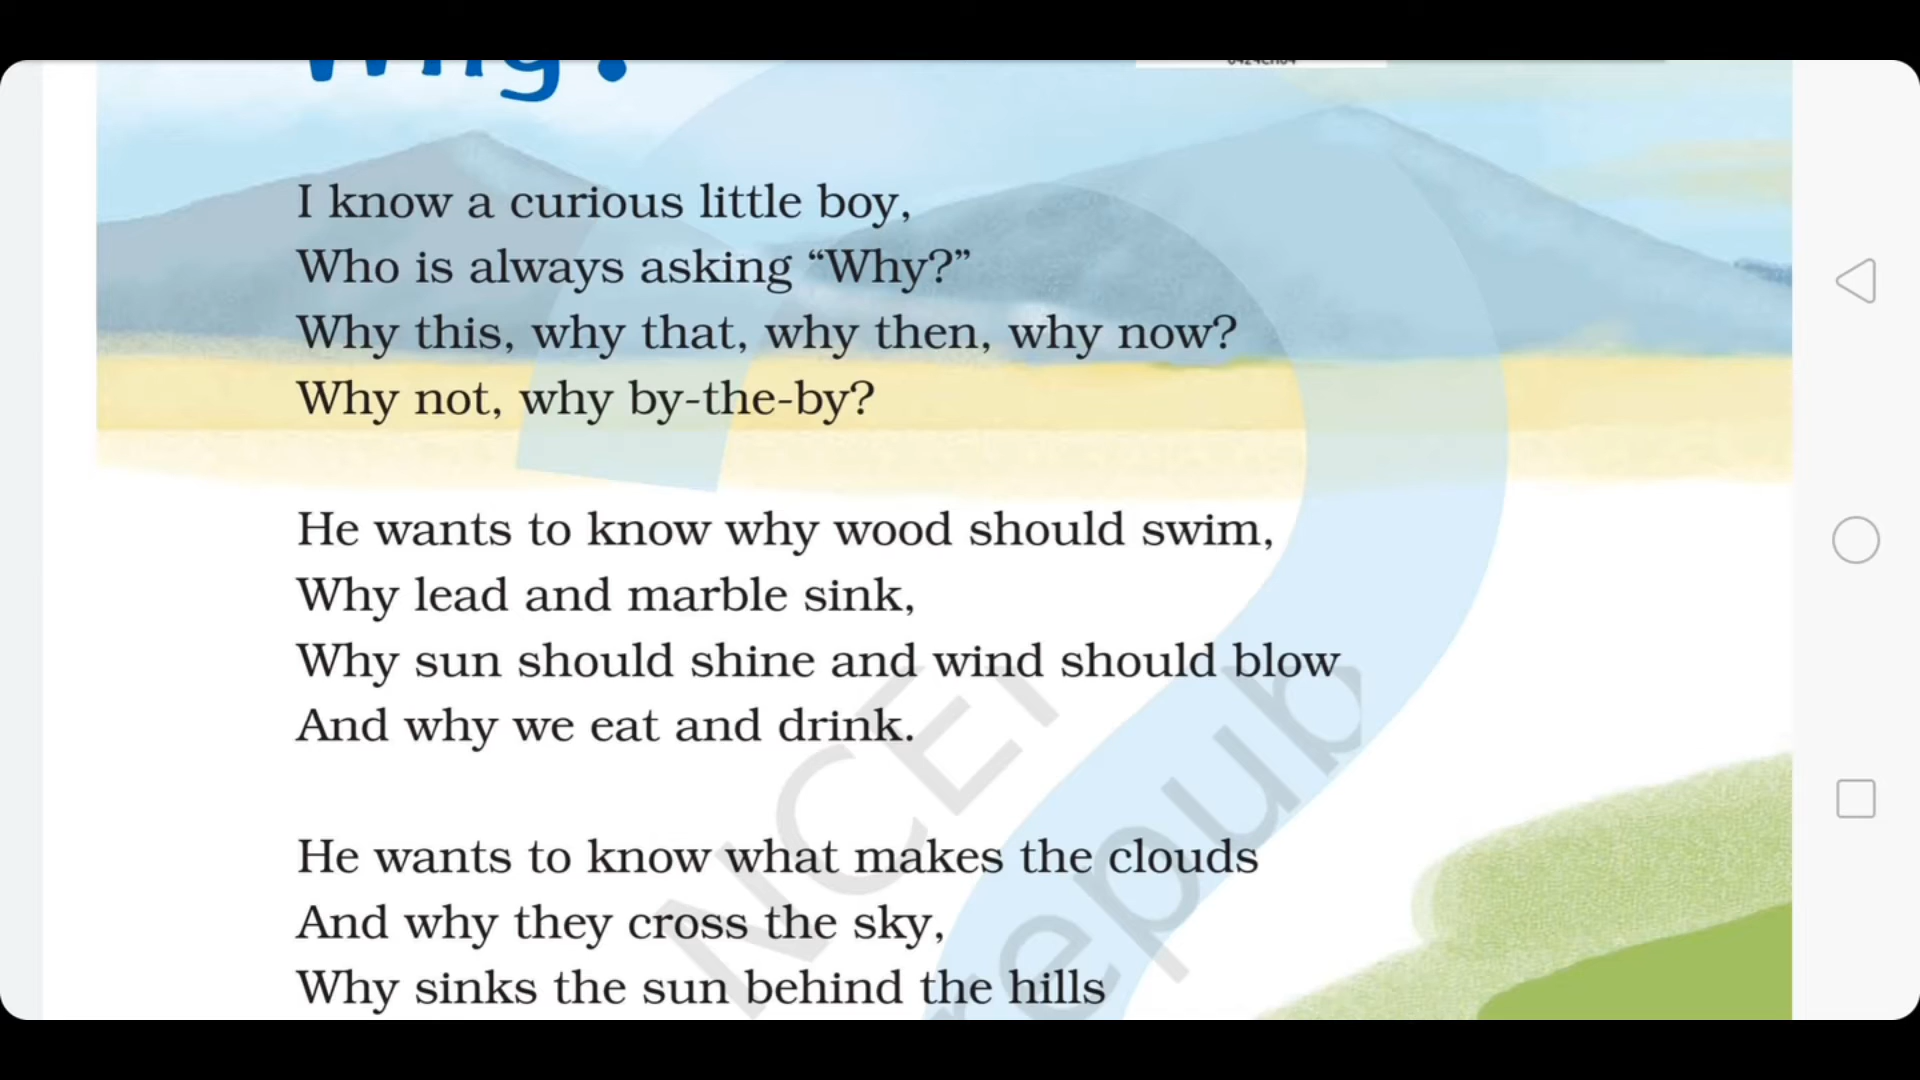 Why?
I know a curious little boy,
Who is always asking “Why?”
Why this, why that, why then, why now?
Why not, why by-the-by?
He wants to know why wood should swim,
Why lead and marble sink,
Why sun should shine and wind should blow
And why we eat and drink.
He wants to know what makes the clouds
And why they cross the sky,
Why sinks the sun behind the hills